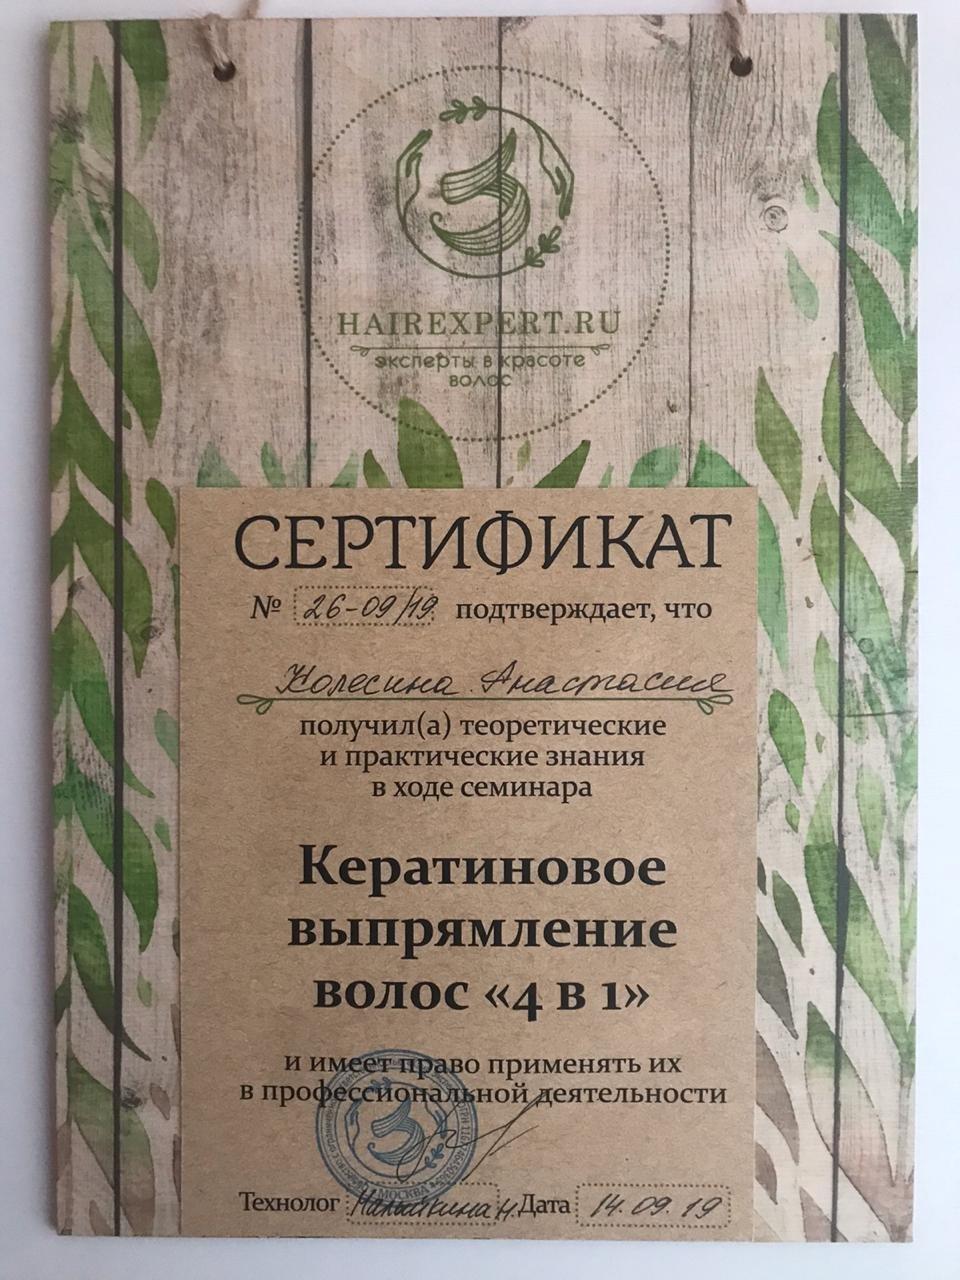 HAIREXPERT.RU
эксперты в красоте
волос
СЕРТИФИКАТ
№ 26-09/19 подтверждает, что
Колесина Анастасия
получил(а) теоретические
и практические знания
в ходе семинара
Кератиновое
выпрямление
волос «4 в 1»
и имеет право применять их
в профессиональной деятельности
МОСКВА
Технолог Н. Дата 14.09.19